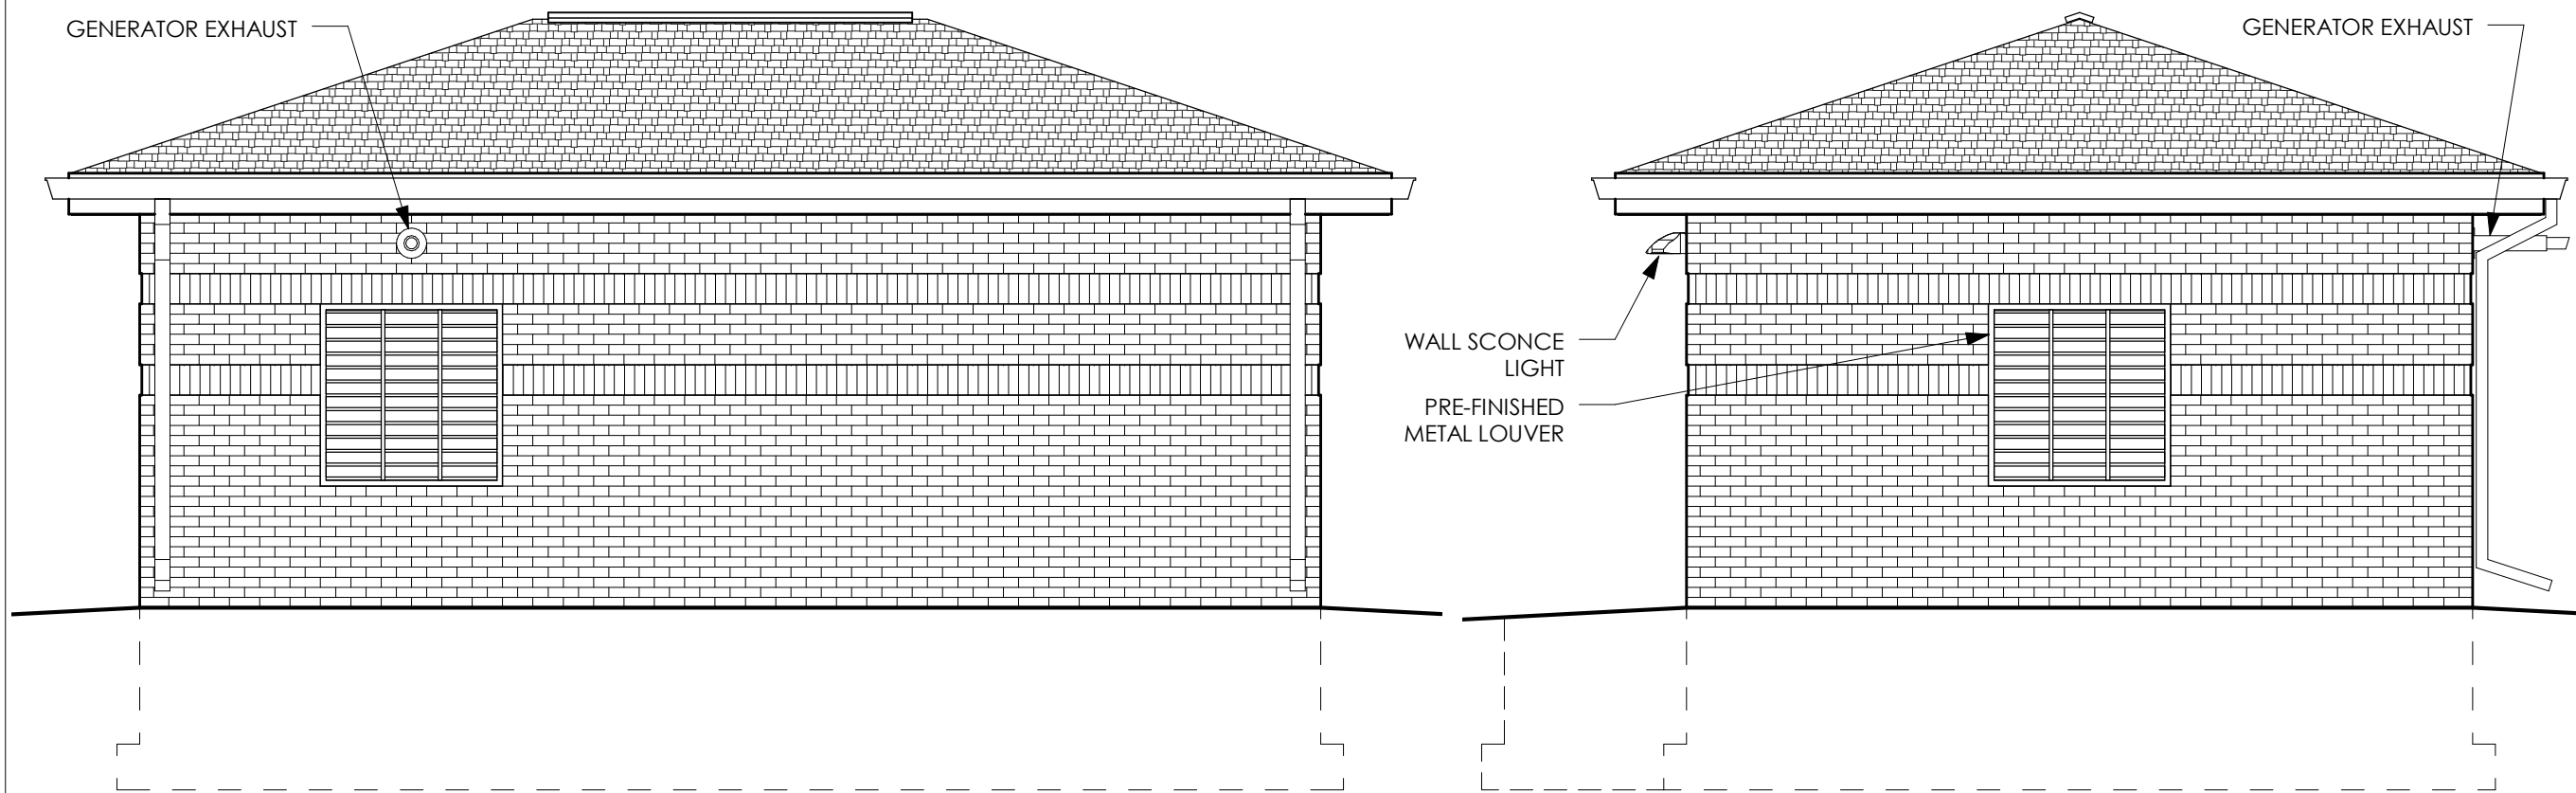 GENERATOR EXHAUST
GENERATOR EXHAUST
WALL SCONCE
LIGHT
PRE-FINISHED
METAL LOUVER